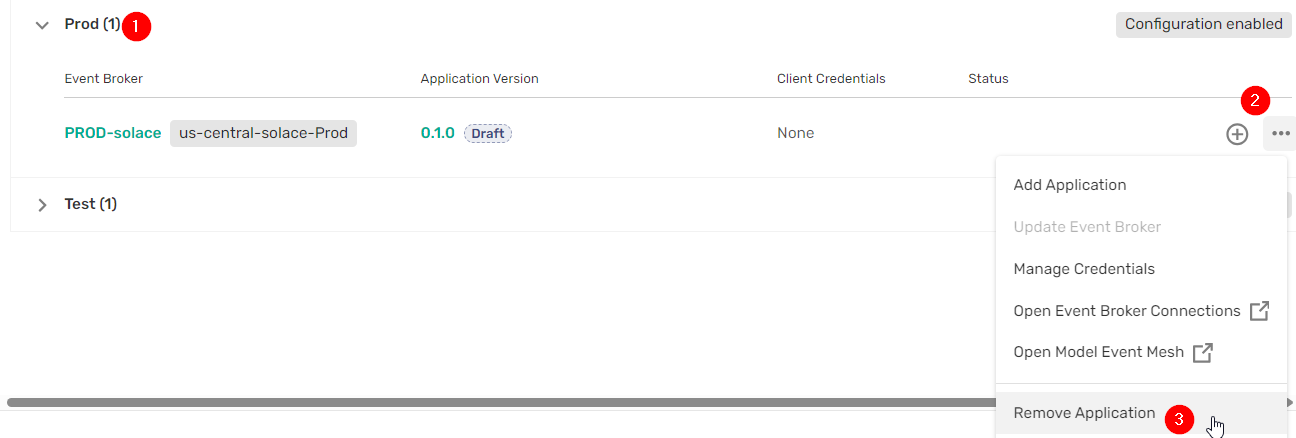 Prod (1) 1 Configuration enabled
Event Broker Application Version Client Credentials Status
2
PROD-solace us-central-solace-Prod 0.1.0 Draft None
Test (1)
Add Application
Update Event Broker
Manage Credentials
Open Event Broker Connections
Open Model Event Mesh
Remove Application 3